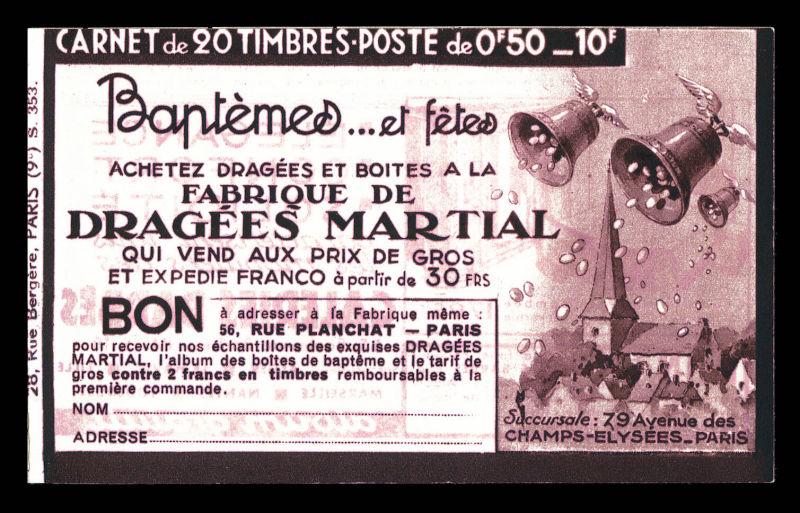 CARNET de 20 TIMBRES-POSTE de 0F50 _ 10F
Baptêmes...et fêtes
ACHETEZ DRAGÉES ET BOITES A LA
FABRIQUE DE
DRAGÉES MARTIAL
QUI VEND AUX PRIX DE GROS
ET EXPEDIE FRANCO à partir de 30 FRS
BON à adresser à la Fabrique même :
56, RUE PLANCHAT — PARIS
pour recevoir nos échantillons des exquises DRAGÉES
MARTIAL, l'album des boîtes de baptême et le tarif de
gros contre 2 francs en timbres remboursables à la
première commande.
NOM
ADRESSE
Succursale : 79 Avenue des
CHAMPS-ELYSÉES_PARIS
28, Rue Bergère, PARIS (9e) S. 353.